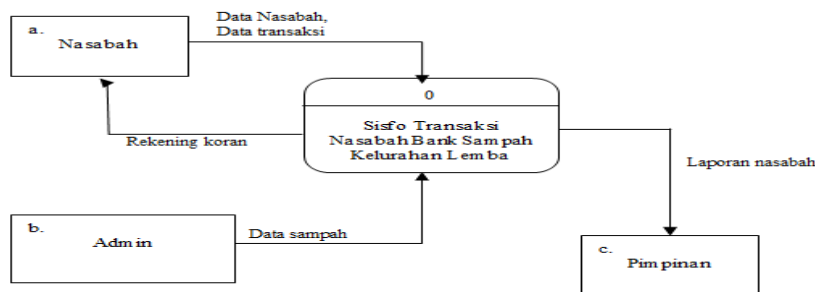 Data Nasabah,
Data transaksi
a.
Nasabah
0
Sisfo Transaksi
Nasabah Bank Sampah
Kelurahan Lemba
Rekening koran
Laporan nasabah
b.
Admin
Data sampah
c.
Pimpinan